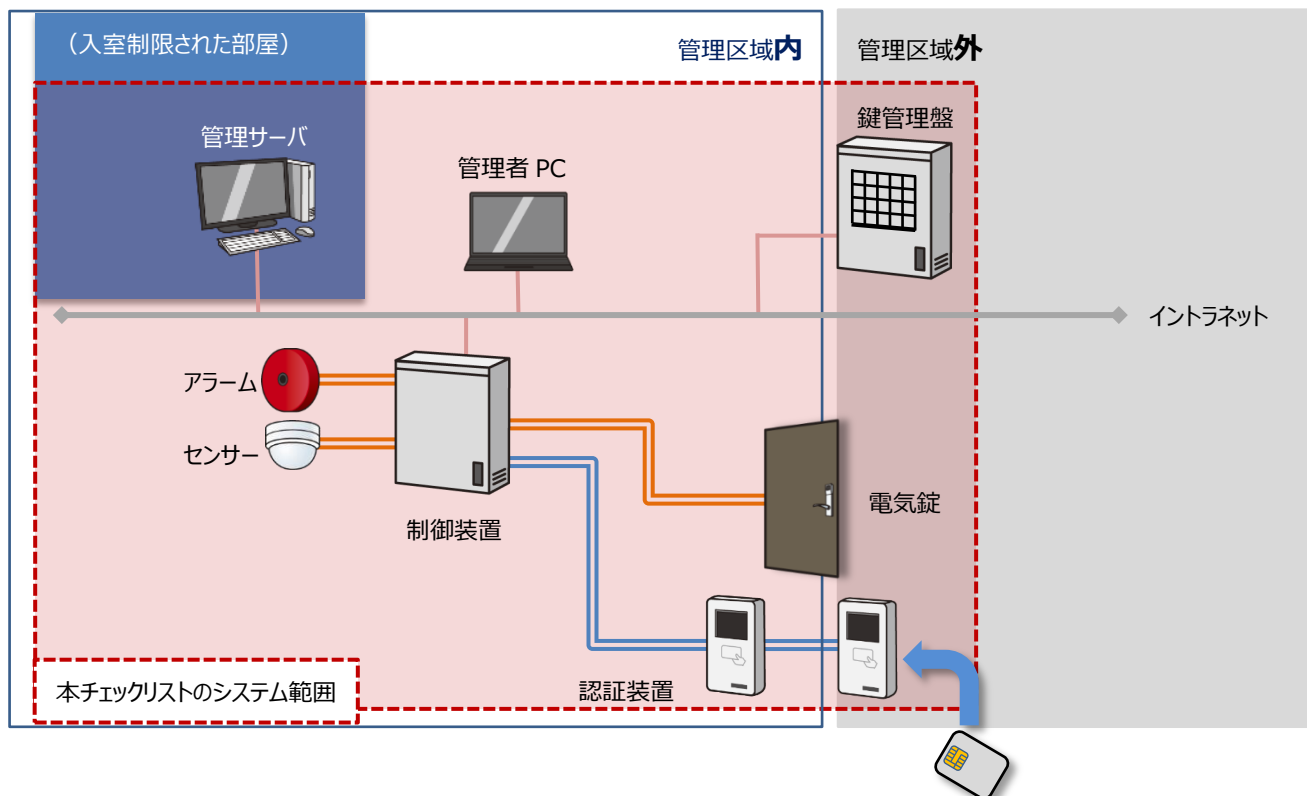 （入室制限された部屋）
管理区域内
管理区域外
鍵管理盤
管理サーバ
管理者 PC
イントラネット
アラーム
センサー
制御装置
電気錠
認証装置
本チェックリストのシステム範囲